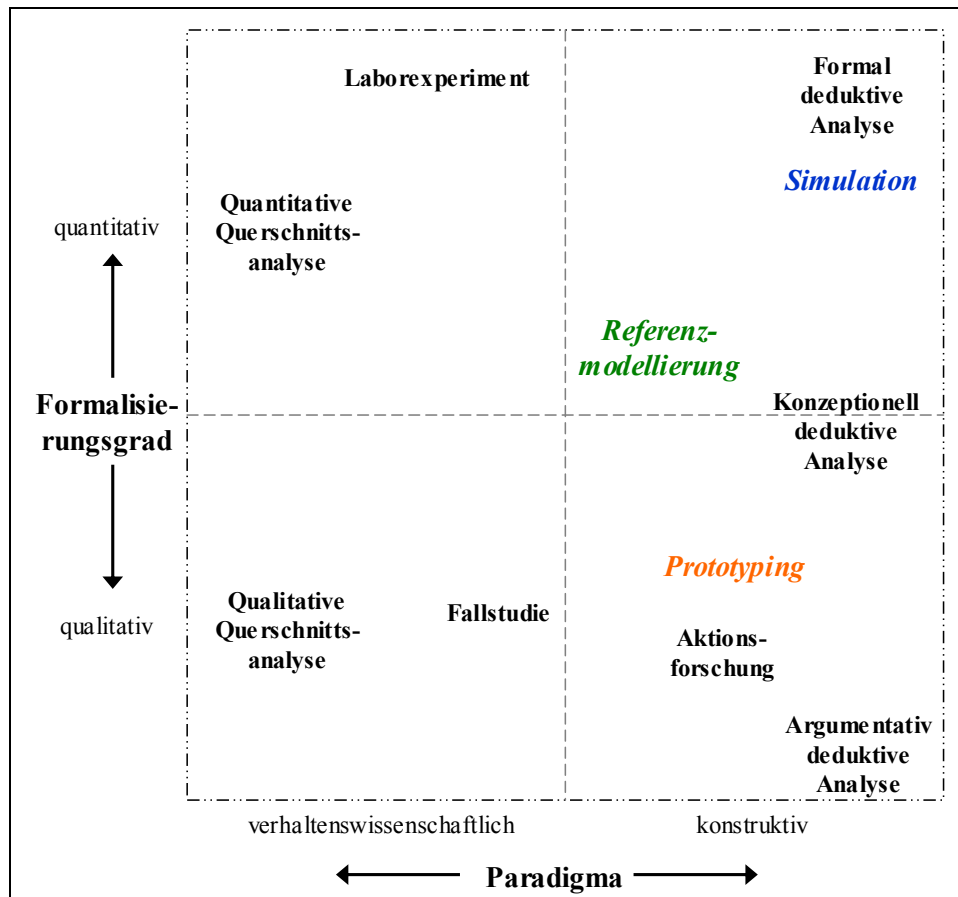 Laborexperiment
Formal
deduktive
Analyse
Simulation
quantitativ
Quantitative
Querschnitts-
analyse
Referenz-
modellierung
Formalisie-
rungsgrad
Konzeptionell
deduktive
Analyse
Prototyping
qualitativ
Qualitative
Querschnitts-
analyse
Fallstudie
Aktions-
forschung
Argumentativ
deduktive
Analyse
verhaltenswissenschaftlich
konstruktiv
Paradigma